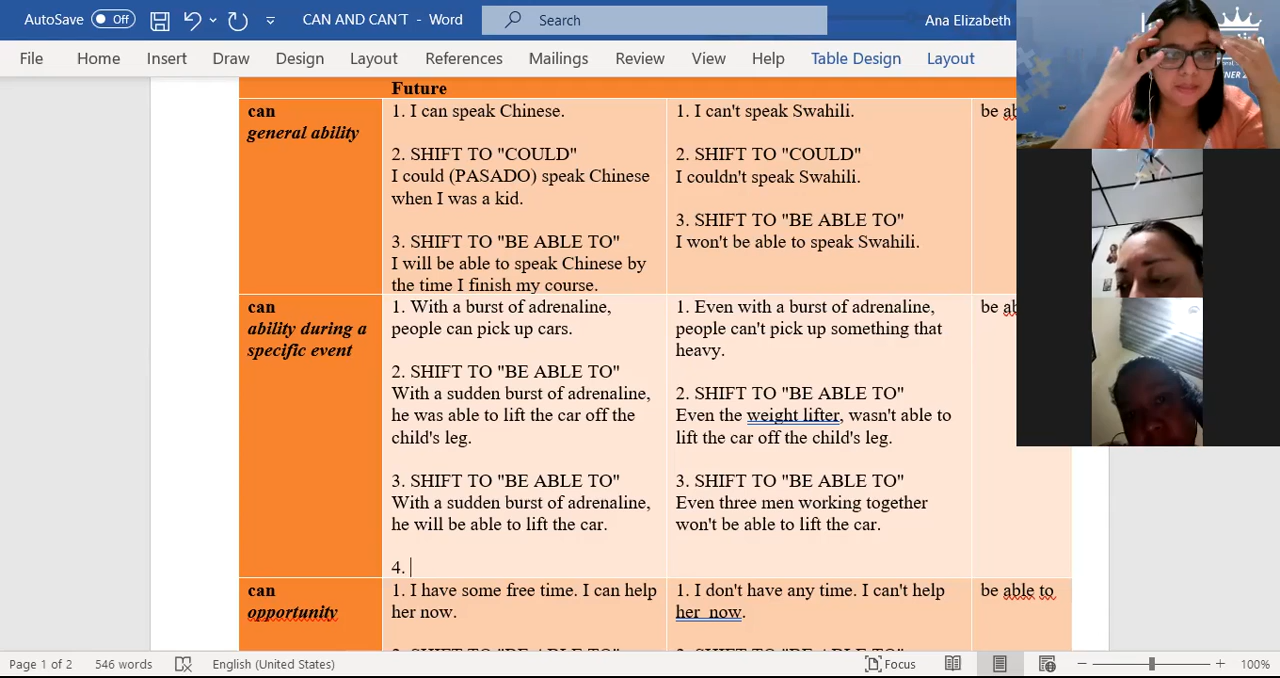 AutoSave Off CAN AND CAN'T - Word Search Ana Elizabeth
File Home Insert Draw Design Layout References Mailings Review View Help Table Design Layout
Future
can
general ability
1. I can speak Chinese.
2. SHIFT TO "COULD"
I could (PASADO) speak Chinese
when I was a kid.
3. SHIFT TO "BE ABLE TO"
I will be able to speak Chinese by
the time I finish my course.
1. I can't speak Swahili.
2. SHIFT TO "COULD"
I couldn't speak Swahili.
3. SHIFT TO "BE ABLE TO"
I won't be able to speak Swahili.
be
can
ability during a
specific event
1. With a burst of adrenaline,
people can pick up cars.
2. SHIFT TO "BE ABLE TO"
With a sudden burst of adrenaline,
he was able to lift the car off the
child's leg.
3. SHIFT TO "BE ABLE TO"
With a sudden burst of adrenaline,
he will be able to lift the car.
4.
1. Even with a burst of adrenaline,
people can't pick up something that
heavy.
2. SHIFT TO "BE ABLE TO"
Even the weight lifter, wasn't able to
lift the car off the child's leg.
3. SHIFT TO "BE ABLE TO"
Even three men working together
won't be able to lift the car.
be
can
opportunity
1. I have some free time. I can help
her now.
1. I don't have any time. I can't help
her now.
be able to
Page 1 of 2 546 words English (United States) Focus 100%